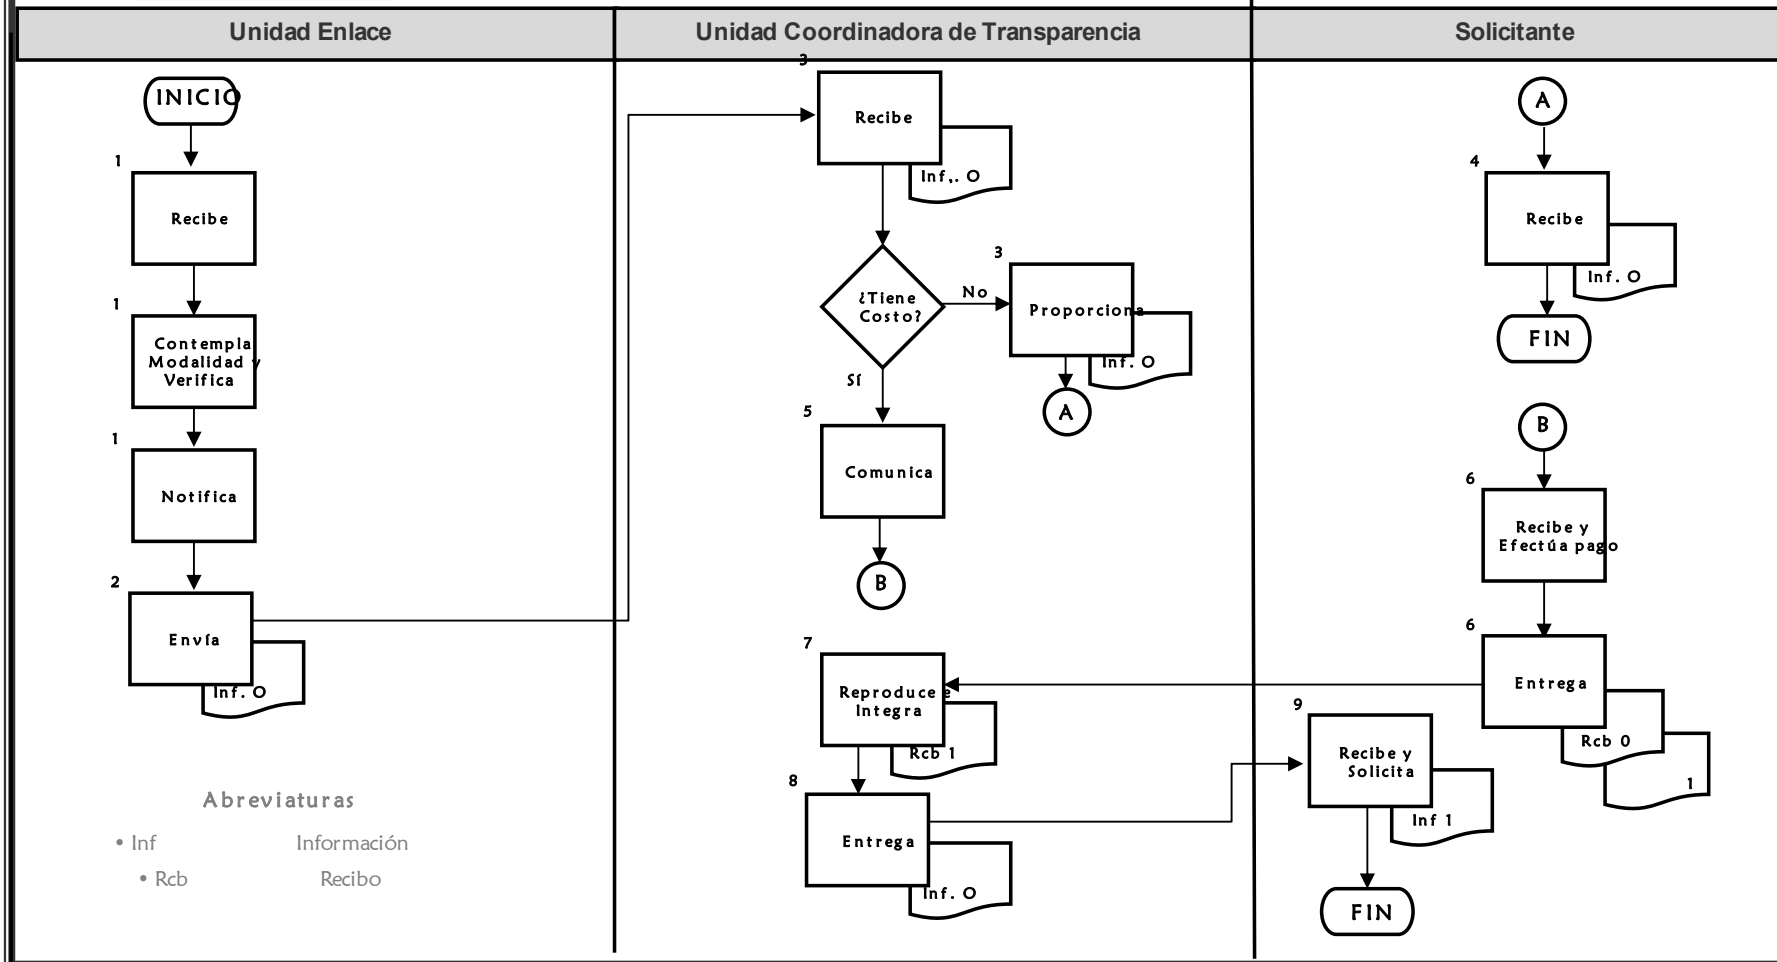 Unidad Enlace
Unidad Coordinadora de Transparencia
Solicitante
INICIO
1
Recibe
1
Contempla
Modalidad y
Verifica
1
Notifica
2
Envía
Inf. O
Abreviaturas
• Inf Información
• Rcb Recibo
3
Recibe
Inf,. O
¿Tiene
Costo?
No
Sí
3
Proporciona
Inf. O
A
5
Comunica
B
7
Reproduce e
Integra
Rcb 1
8
Entrega
Inf. O
A
4
Recibe
Inf. O
FIN
B
6
Recibe y
Efectúa pago
6
Entrega
Rcb 0
1
9
Recibe y
Solicita
Inf 1
FIN